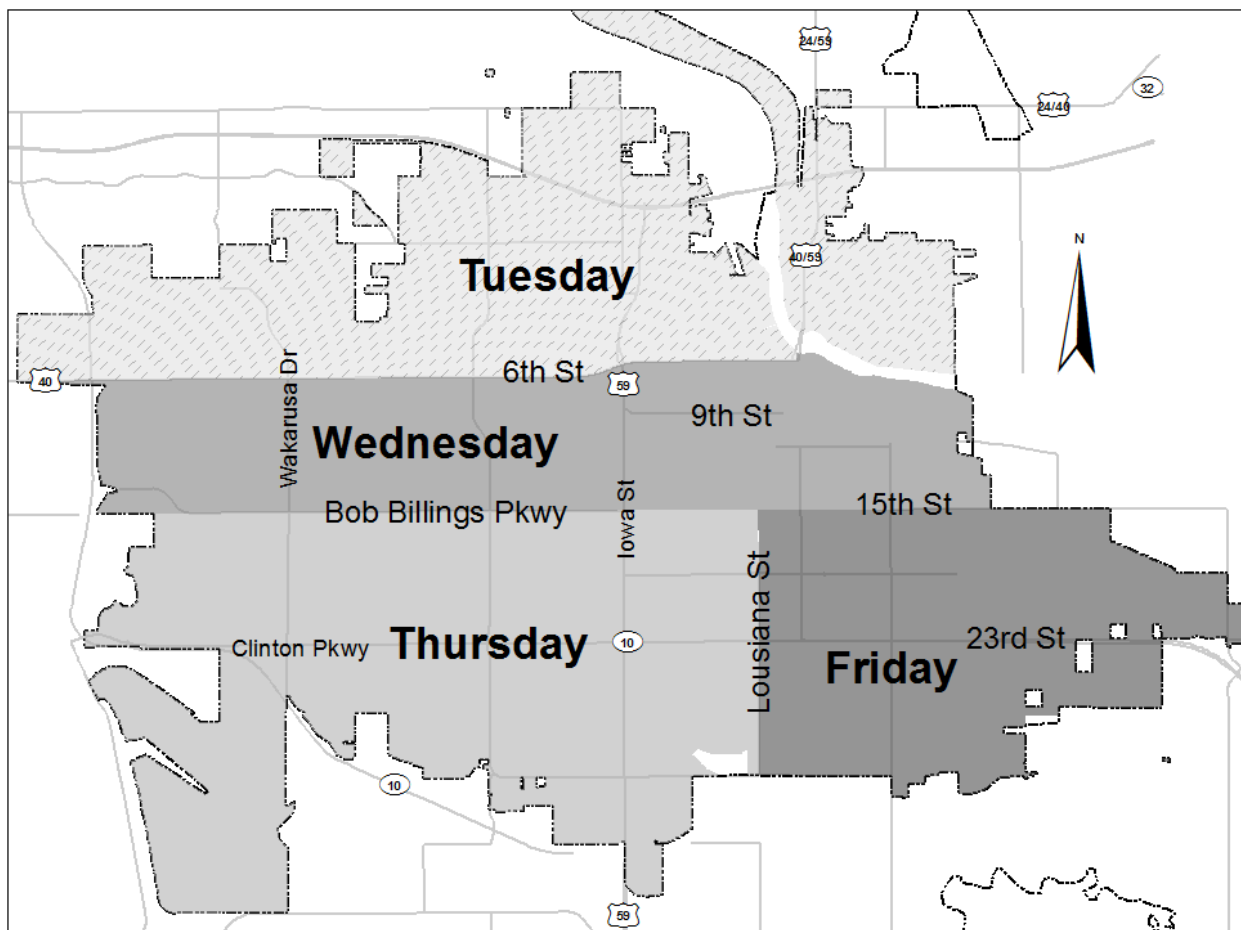 24/59
32
24/40
N
40/59
Tuesday
6th St
40
59
Wakarusa Dr
9th St
Wednesday
Iowa St
15th St
Bob Billings Pkwy
Lousiana St
Clinton Pkwy
Thursday
10
23rd St
Friday
10
59